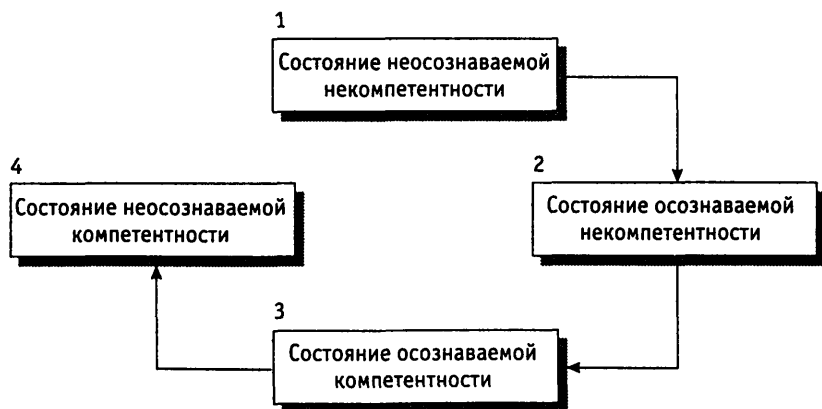 1
Состояние неосознаваемой
некомпетентности
2
Состояние осознаваемой
некомпетентности
3
Состояние осознаваемой
компетентности
4
Состояние неосознаваемой
компетентности